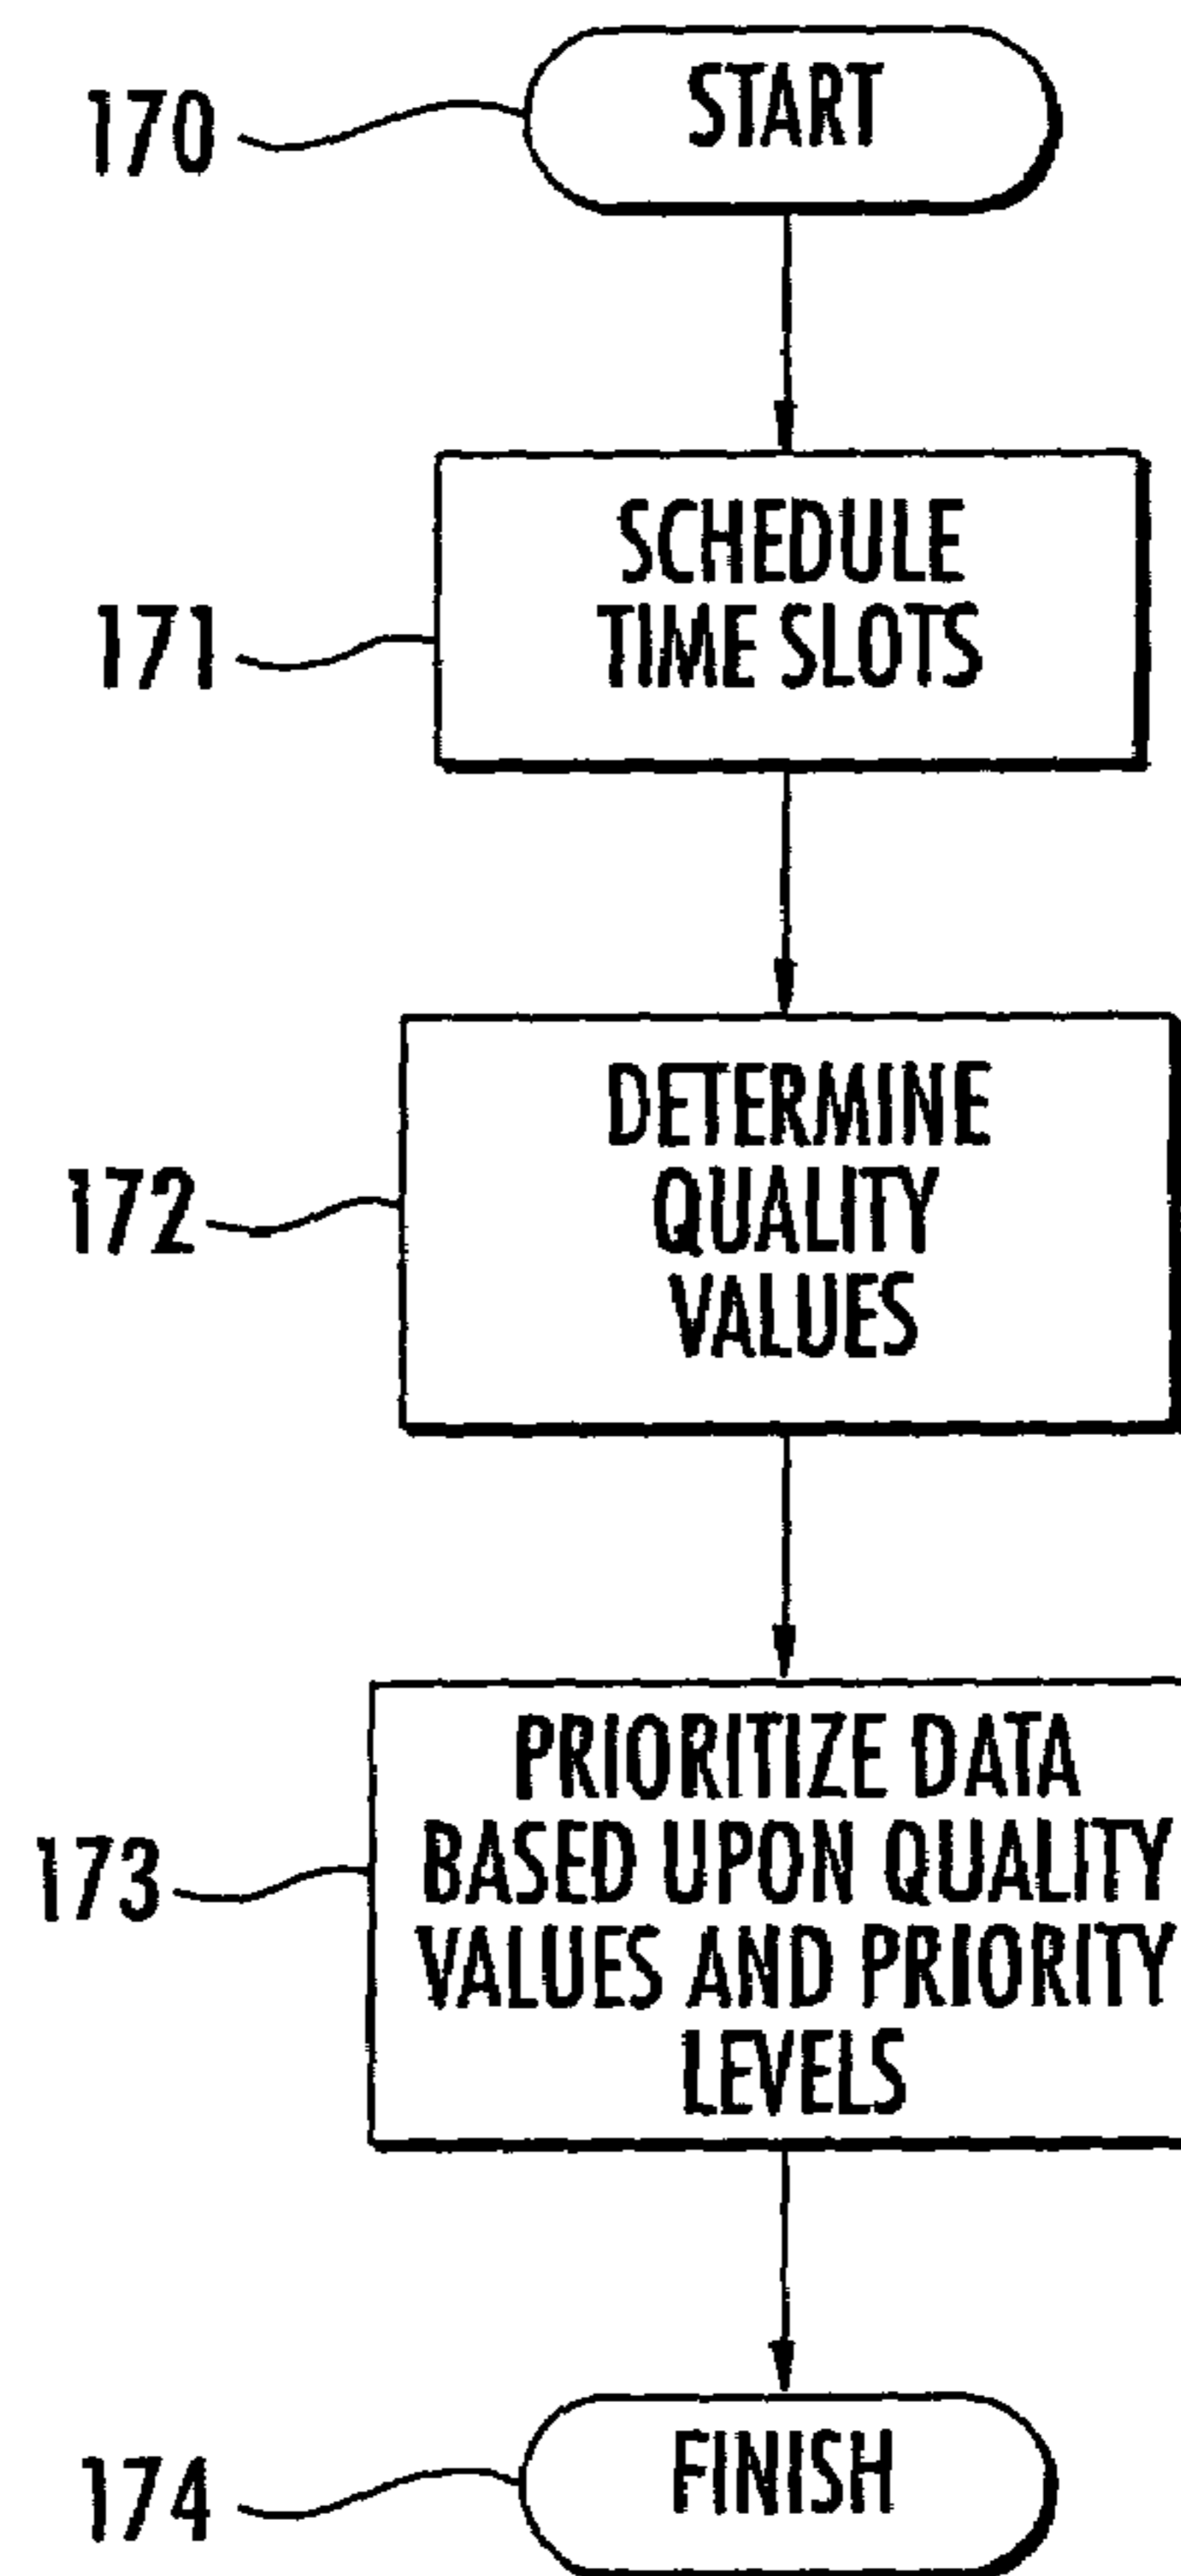 170
START
171
SCHEDULE
TIME SLOTS
172
DETERMINE
QUALITY
VALUES
173
PRIORITIZE DATA
BASED UPON QUALITY
VALUES AND PRIORITY
LEVELS
174
FINISH